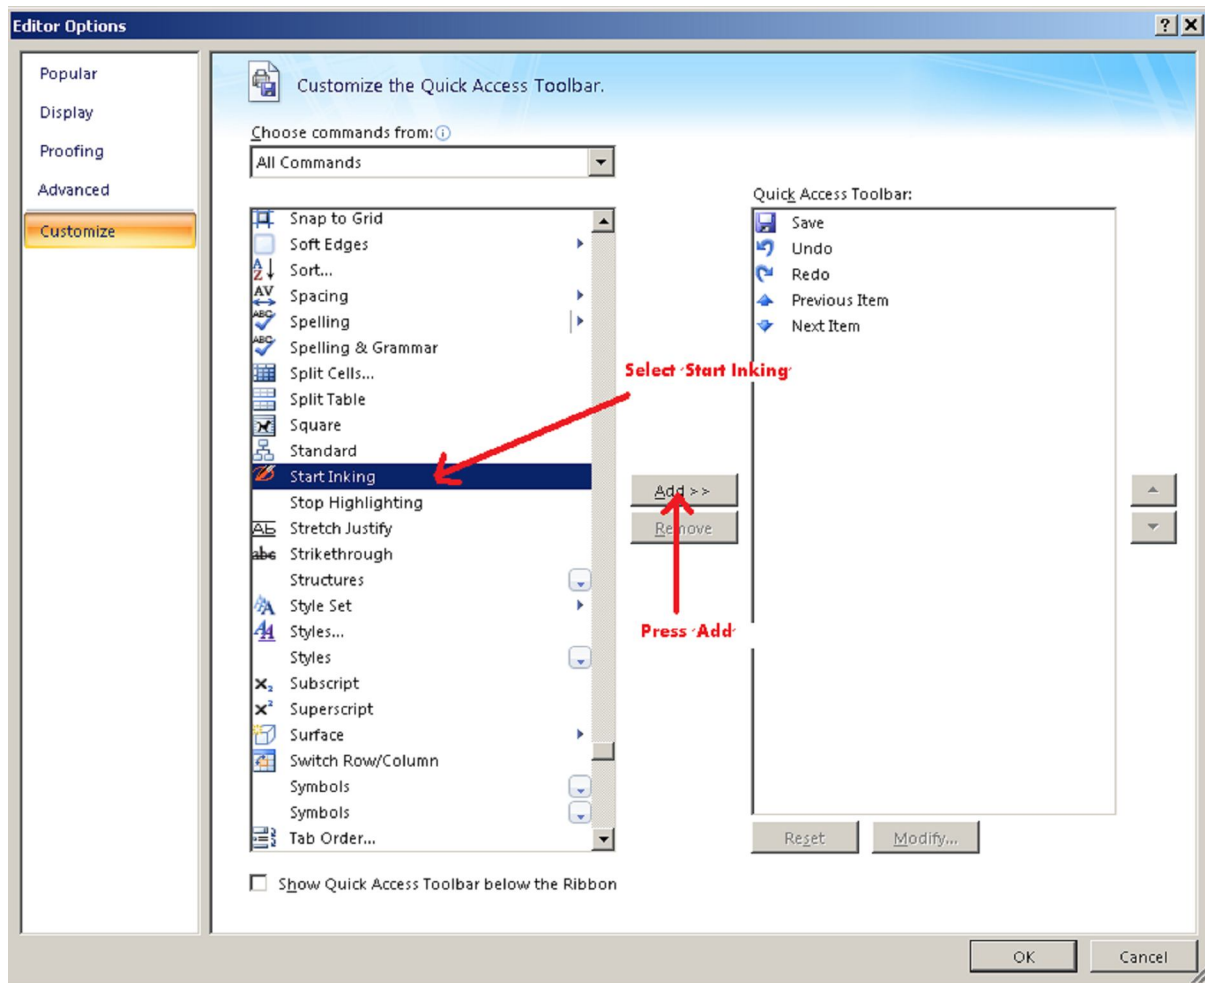 Editor Options
Popular
Display
Proofing
Advanced
Customize
Customize the Quick Access Toolbar.
Choose commands from:
All Commands
Snap to Grid
Soft Edges
Sort...
Spacing
Spelling
Spelling & Grammar
Split Cells...
Split Table
Square
Standard
Start Inking
Stop Highlighting
Stretch Justify
Strikethrough
Structures
Style Set
Styles...
Styles
Subscript
Superscript
Surface
Switch Row/Column
Symbols
Symbols
Tab Order...
Show Quick Access Toolbar below the Ribbon
Select 'Start Inking'
Add >>
Remove
Press 'Add'
Quick Access Toolbar:
Save
Undo
Redo
Previous Item
Next Item
Reset
Modify...
OK
Cancel